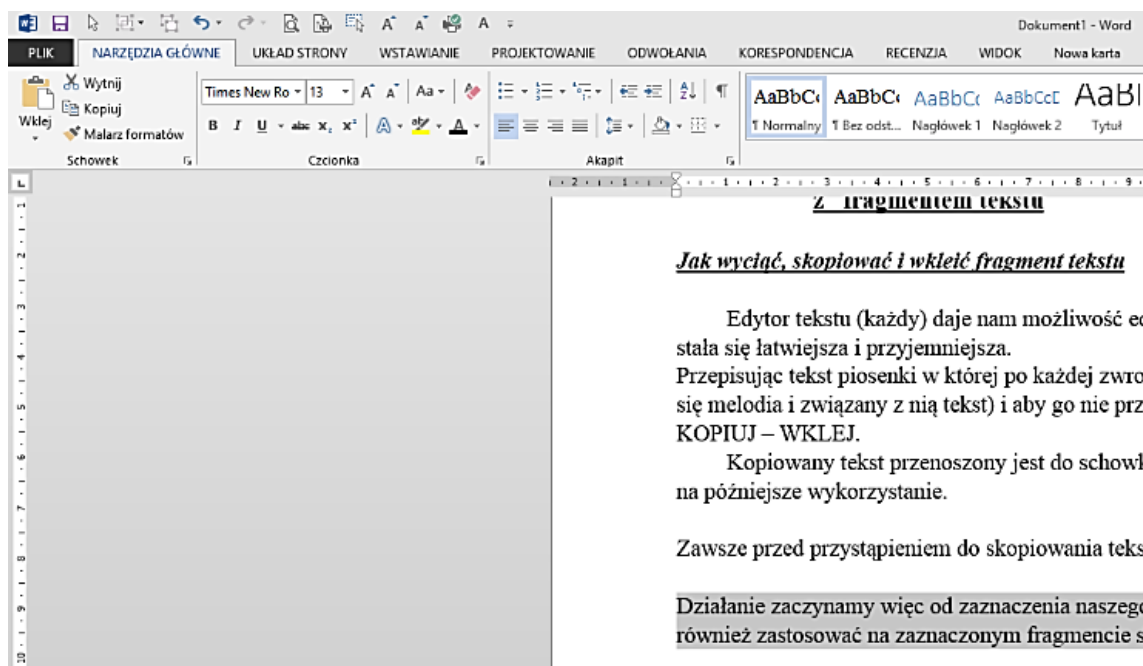 Dokument1 - Word
PLIK NARZĘDZIA GŁÓWNE UKŁAD STRONY WSTAWIANIE PROJEKTOWANIE ODWOŁANIA KORESPONDENCJA RECENZJA WIDOK Nowa karta
Wklej
Wytnij
Kopiuj
Malarz formatów
Schowek
Times New Ro 13
Czcionka
Akapit
AaBbCc AaBbCc AaBbCc AaBbCcD AaBl
¶ Normalny ¶ Bez odst... Nagłówek 1 Nagłówek 2 Tytuł
z fragmentem tekstu
Jak wyciąć, skopiować i wkleić fragment tekstu
Edytor tekstu (każdy) daje nam możliwość
stała się łatwiejsza i przyjemniejsza.
Przepisując tekst piosenki w której po każdej zwro
się melodia i związany z nią tekst) i aby go nie prz
KOPIUJ – WKLEJ.
Kopiowany tekst przenoszony jest do schowk
na późniejsze wykorzystanie.
Zawsze przed przystąpieniem do skopiowania teks
Działanie zaczynamy więc od zaznaczenia naszego
również zastosować na zaznaczonym fragmencie s